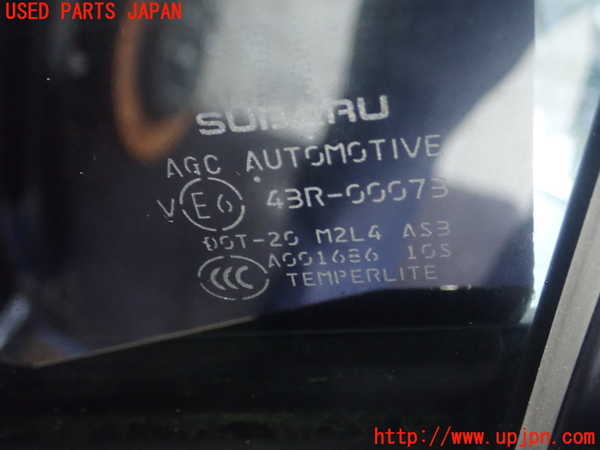 USED PARTS JAPAN
SUBARU
AGC AUTOMOTIVE
V E6 43R-00073
DOT-20 M2L4 AS3
CCC A001686 10S
TEMPERLITE
http://www.upjpn.com/